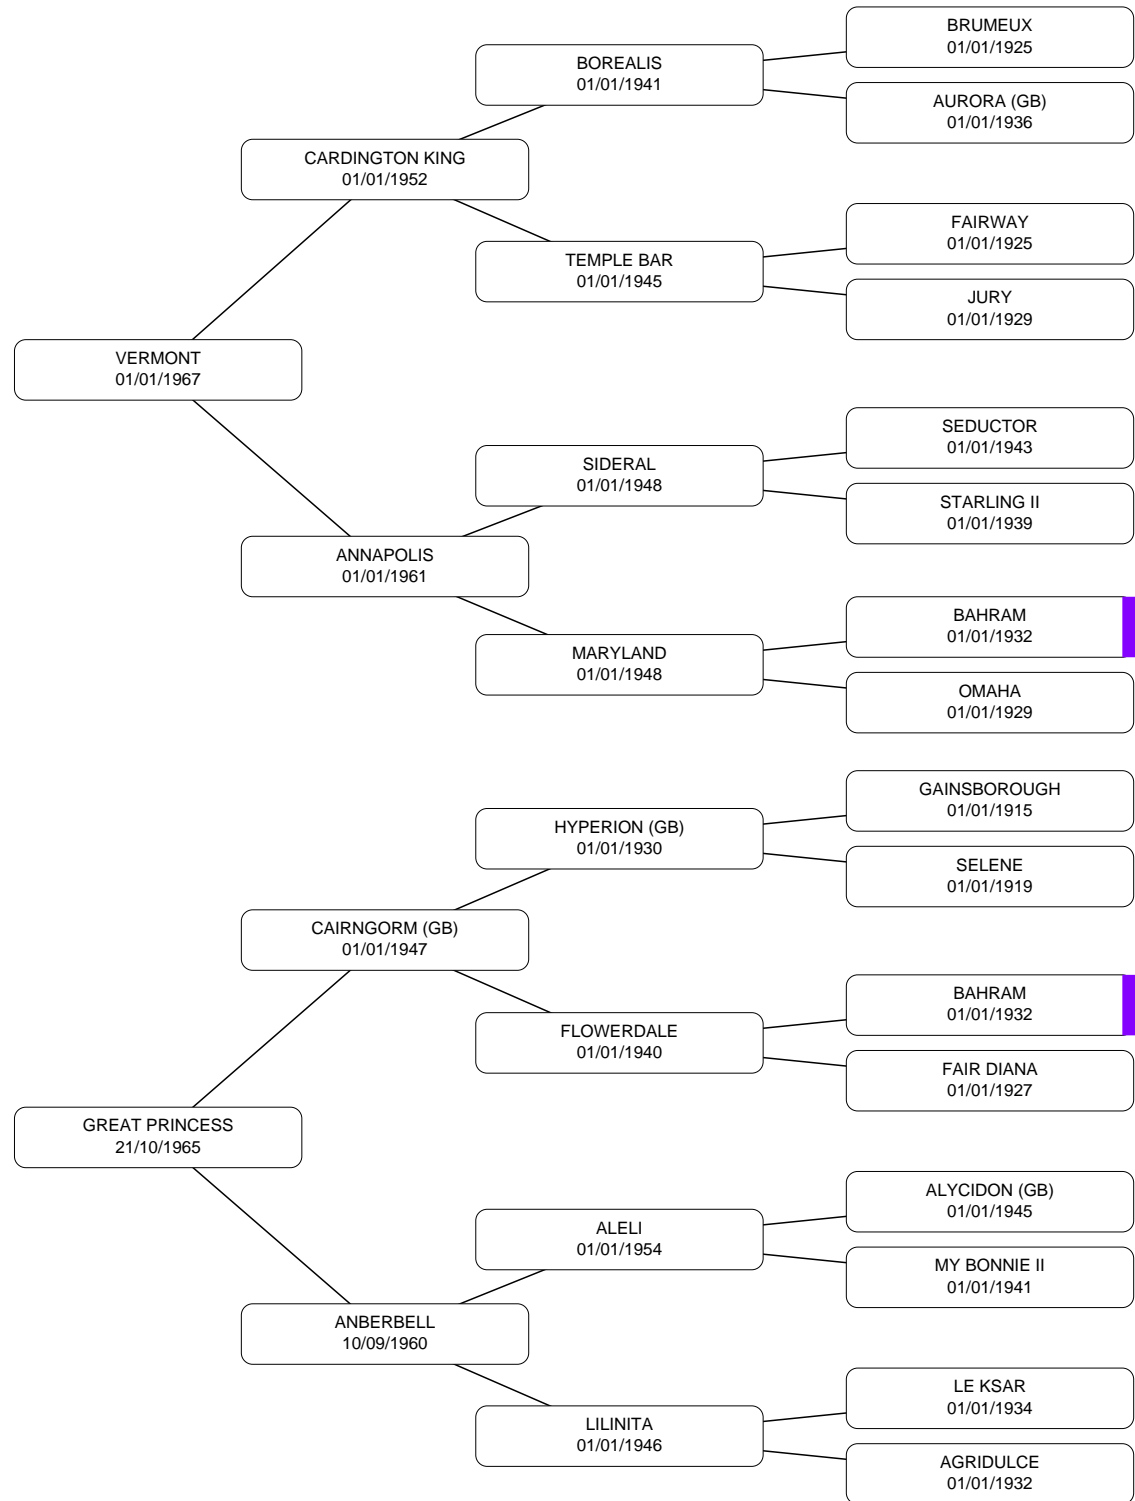 BRUMEUX
01/01/1925
BOREALIS
01/01/1941
AURORA (GB)
01/01/1936
CARDINGTON KING
01/01/1952
FAIRWAY
01/01/1925
TEMPLE BAR
01/01/1945
JURY
01/01/1929
VERMONT
01/01/1967
SEDUCTOR
01/01/1943
SIDERAL
01/01/1948
STARLING II
01/01/1939
ANNAPOLIS
01/01/1961
BAHRAM
01/01/1932
MARYLAND
01/01/1948
OMAHA
01/01/1929
GAINSBOROUGH
01/01/1915
HYPERION (GB)
01/01/1930
SELENE
01/01/1919
CAIRNGORM (GB)
01/01/1947
BAHRAM
01/01/1932
FLOWERDALE
01/01/1940
FAIR DIANA
01/01/1927
GREAT PRINCESS
21/10/1965
ALYCIDON (GB)
01/01/1945
ALELI
01/01/1954
MY BONNIE II
01/01/1941
ANBERBELL
10/09/1960
LE KSAR
01/01/1934
LILINITA
01/01/1946
AGRIDULCE
01/01/1932